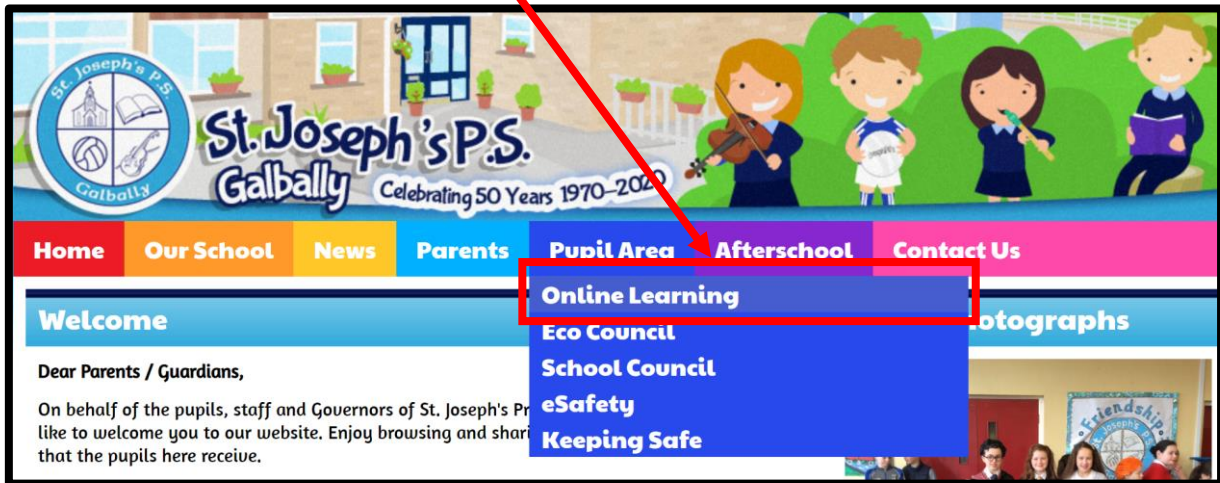 St. Joseph's P.S.
Galbally
St. Joseph's P.S.
Galbally
Celebrating 50 Years 1970-2020
Home Our School News Parents Pupil Area Afterschool Contact Us
Online Learning
Eco Council
School Council
eSafety
Keeping Safe
Welcome
Dear Parents / Guardians,
On behalf of the pupils, staff and Governors of St. Joseph's Pr
like to welcome you to our website. Enjoy browsing and shari
that the pupils here receive.
otographs
Friendship